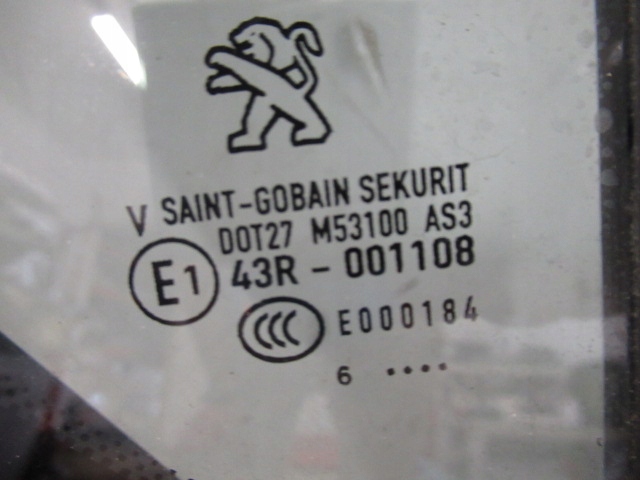 SAINT-GOBAIN SEKURIT
V DOT27 M53100 AS3
E1 43R - 001108
CCC E000184
6 ····